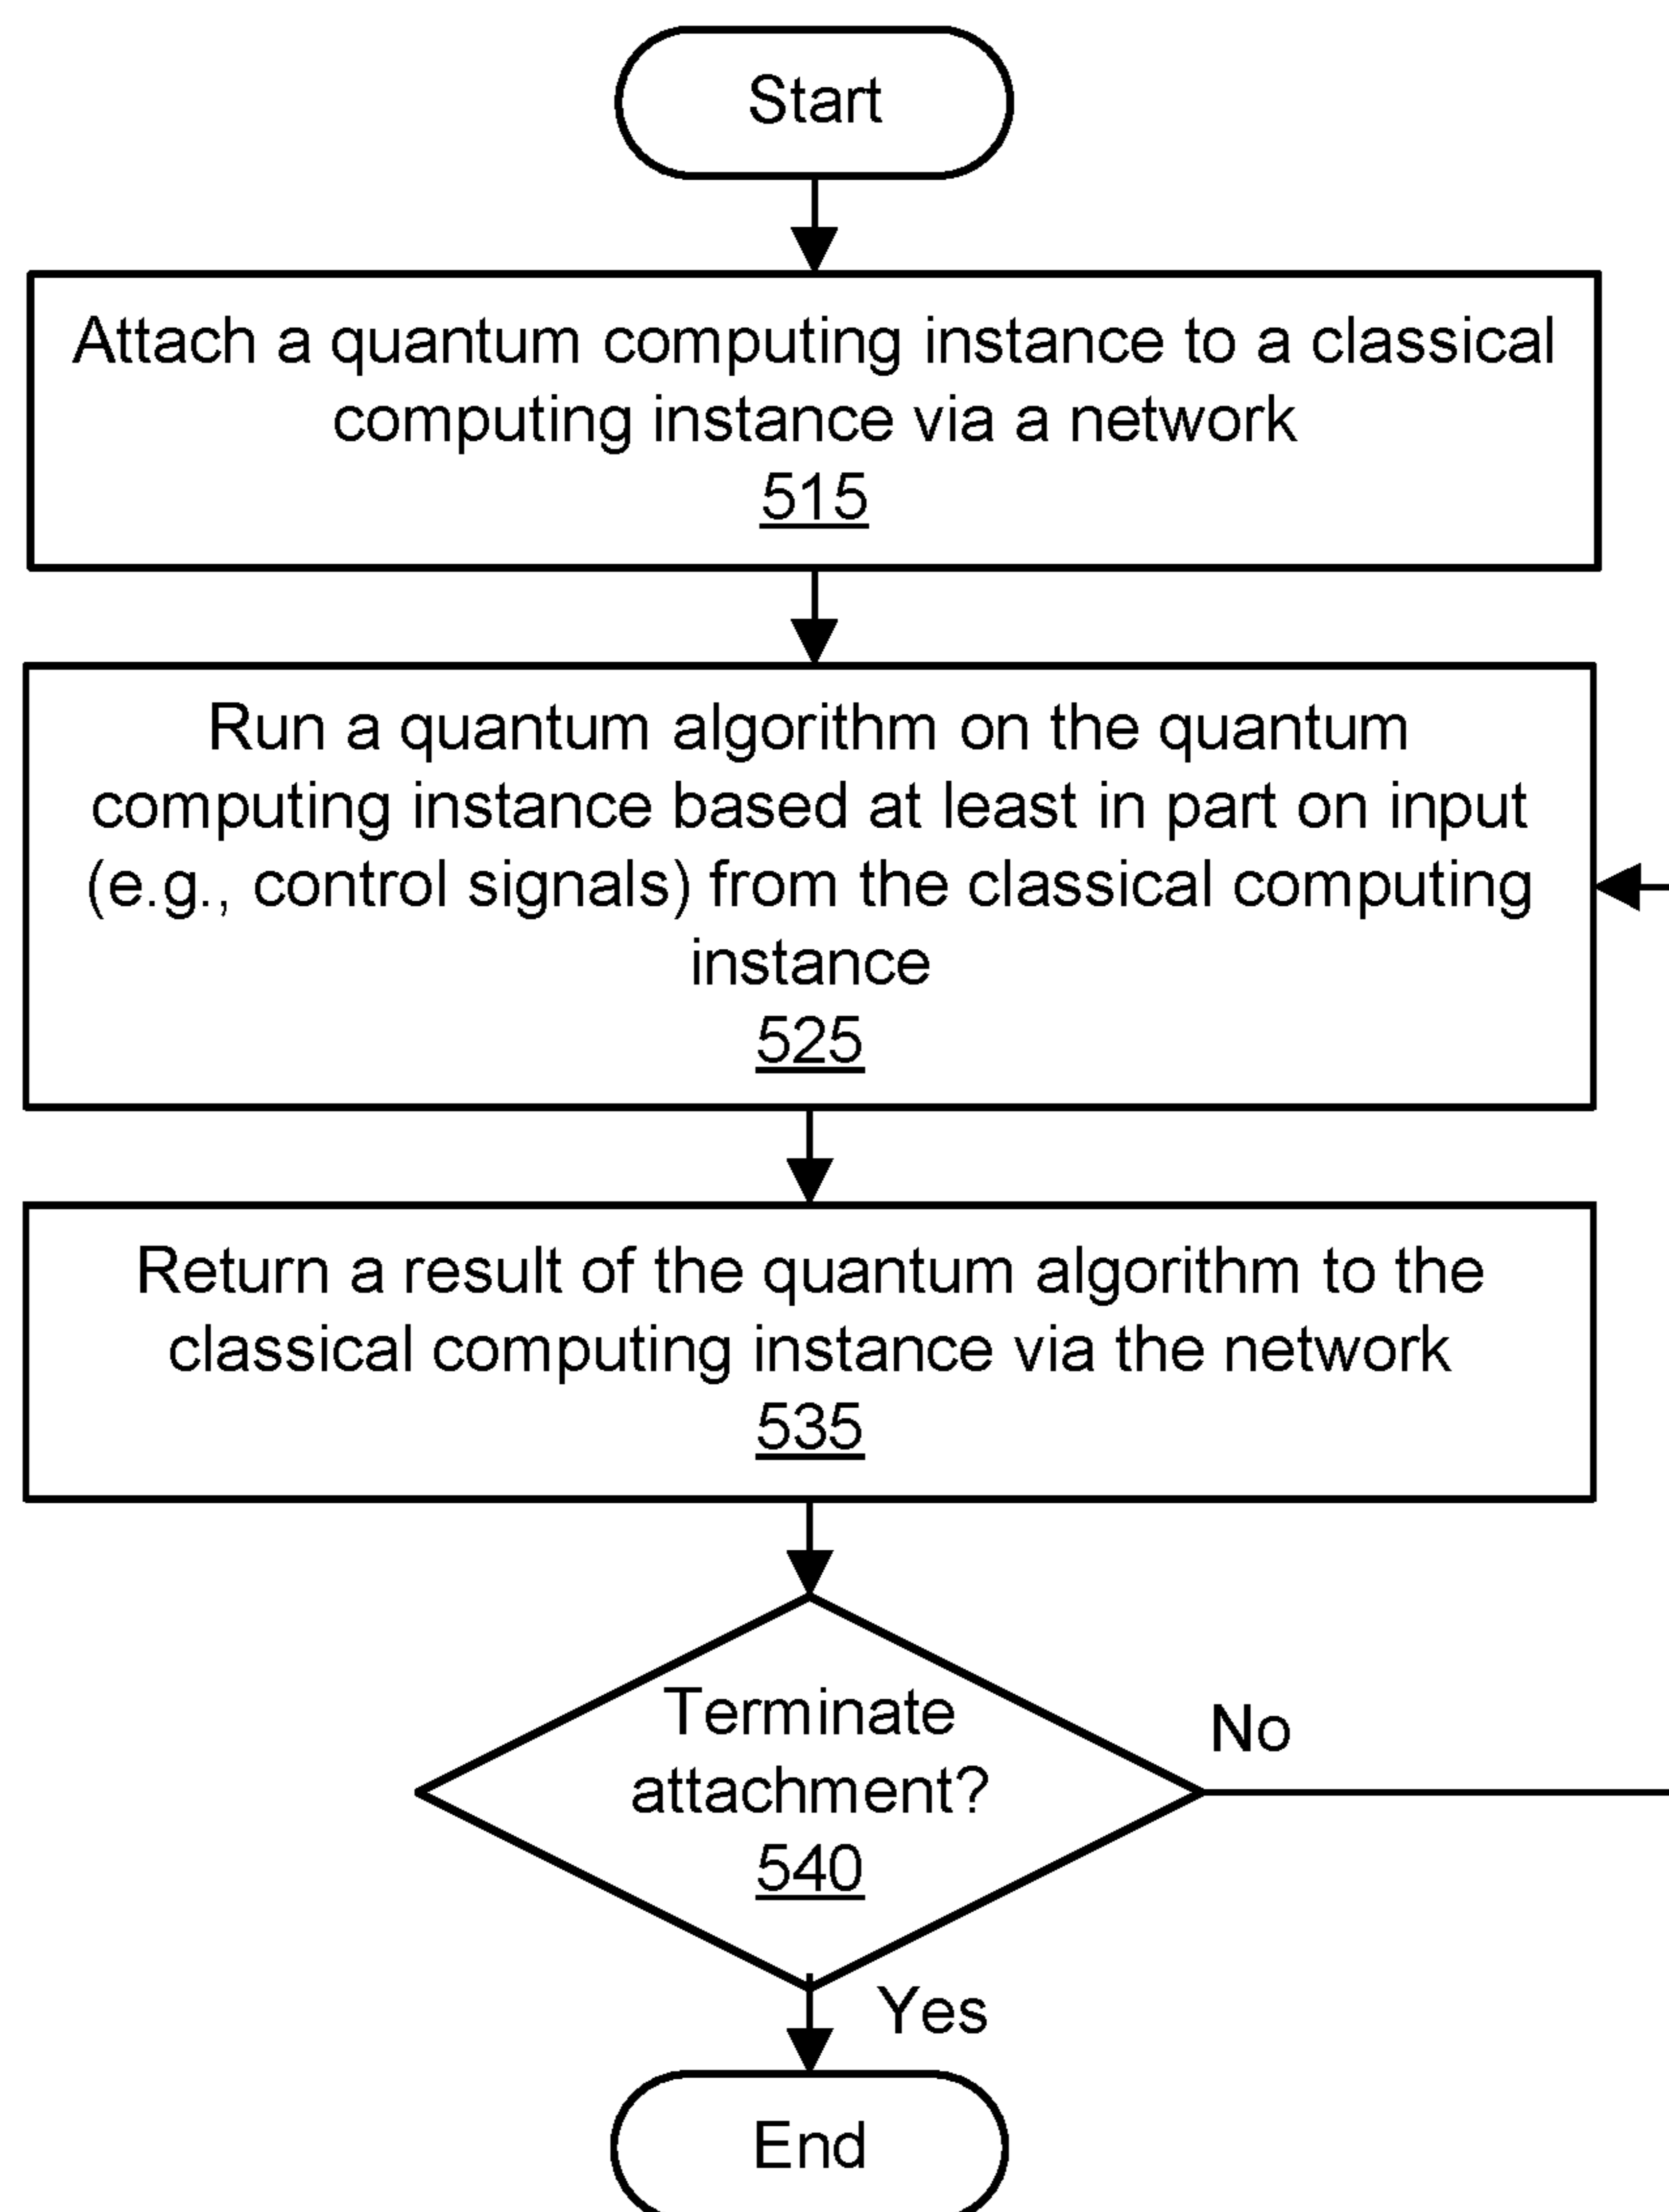 Start
Attach a quantum computing instance to a classical
computing instance via a network
515
Run a quantum algorithm on the quantum
computing instance based at least in part on input
(e.g., control signals) from the classical computing
instance
525
Return a result of the quantum algorithm to the
classical computing instance via the network
535
Terminate
attachment?
540
No
Yes
End